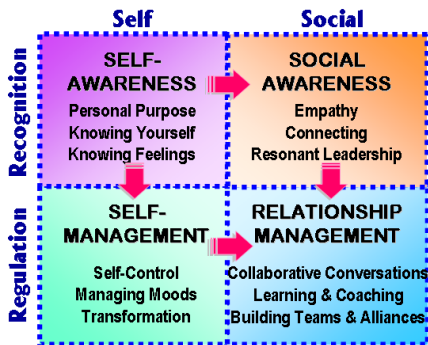 Self
Social
Recognition
SELF-
AWARENESS
Personal Purpose
Knowing Yourself
Knowing Feelings
SOCIAL
AWARENESS
Empathy
Connecting
Resonant Leadership
Regulation
SELF-
MANAGEMENT
Self-Control
Managing Moods
Transformation
RELATIONSHIP
MANAGEMENT
Collaborative Conversations
Learning & Coaching
Building Teams & Alliances